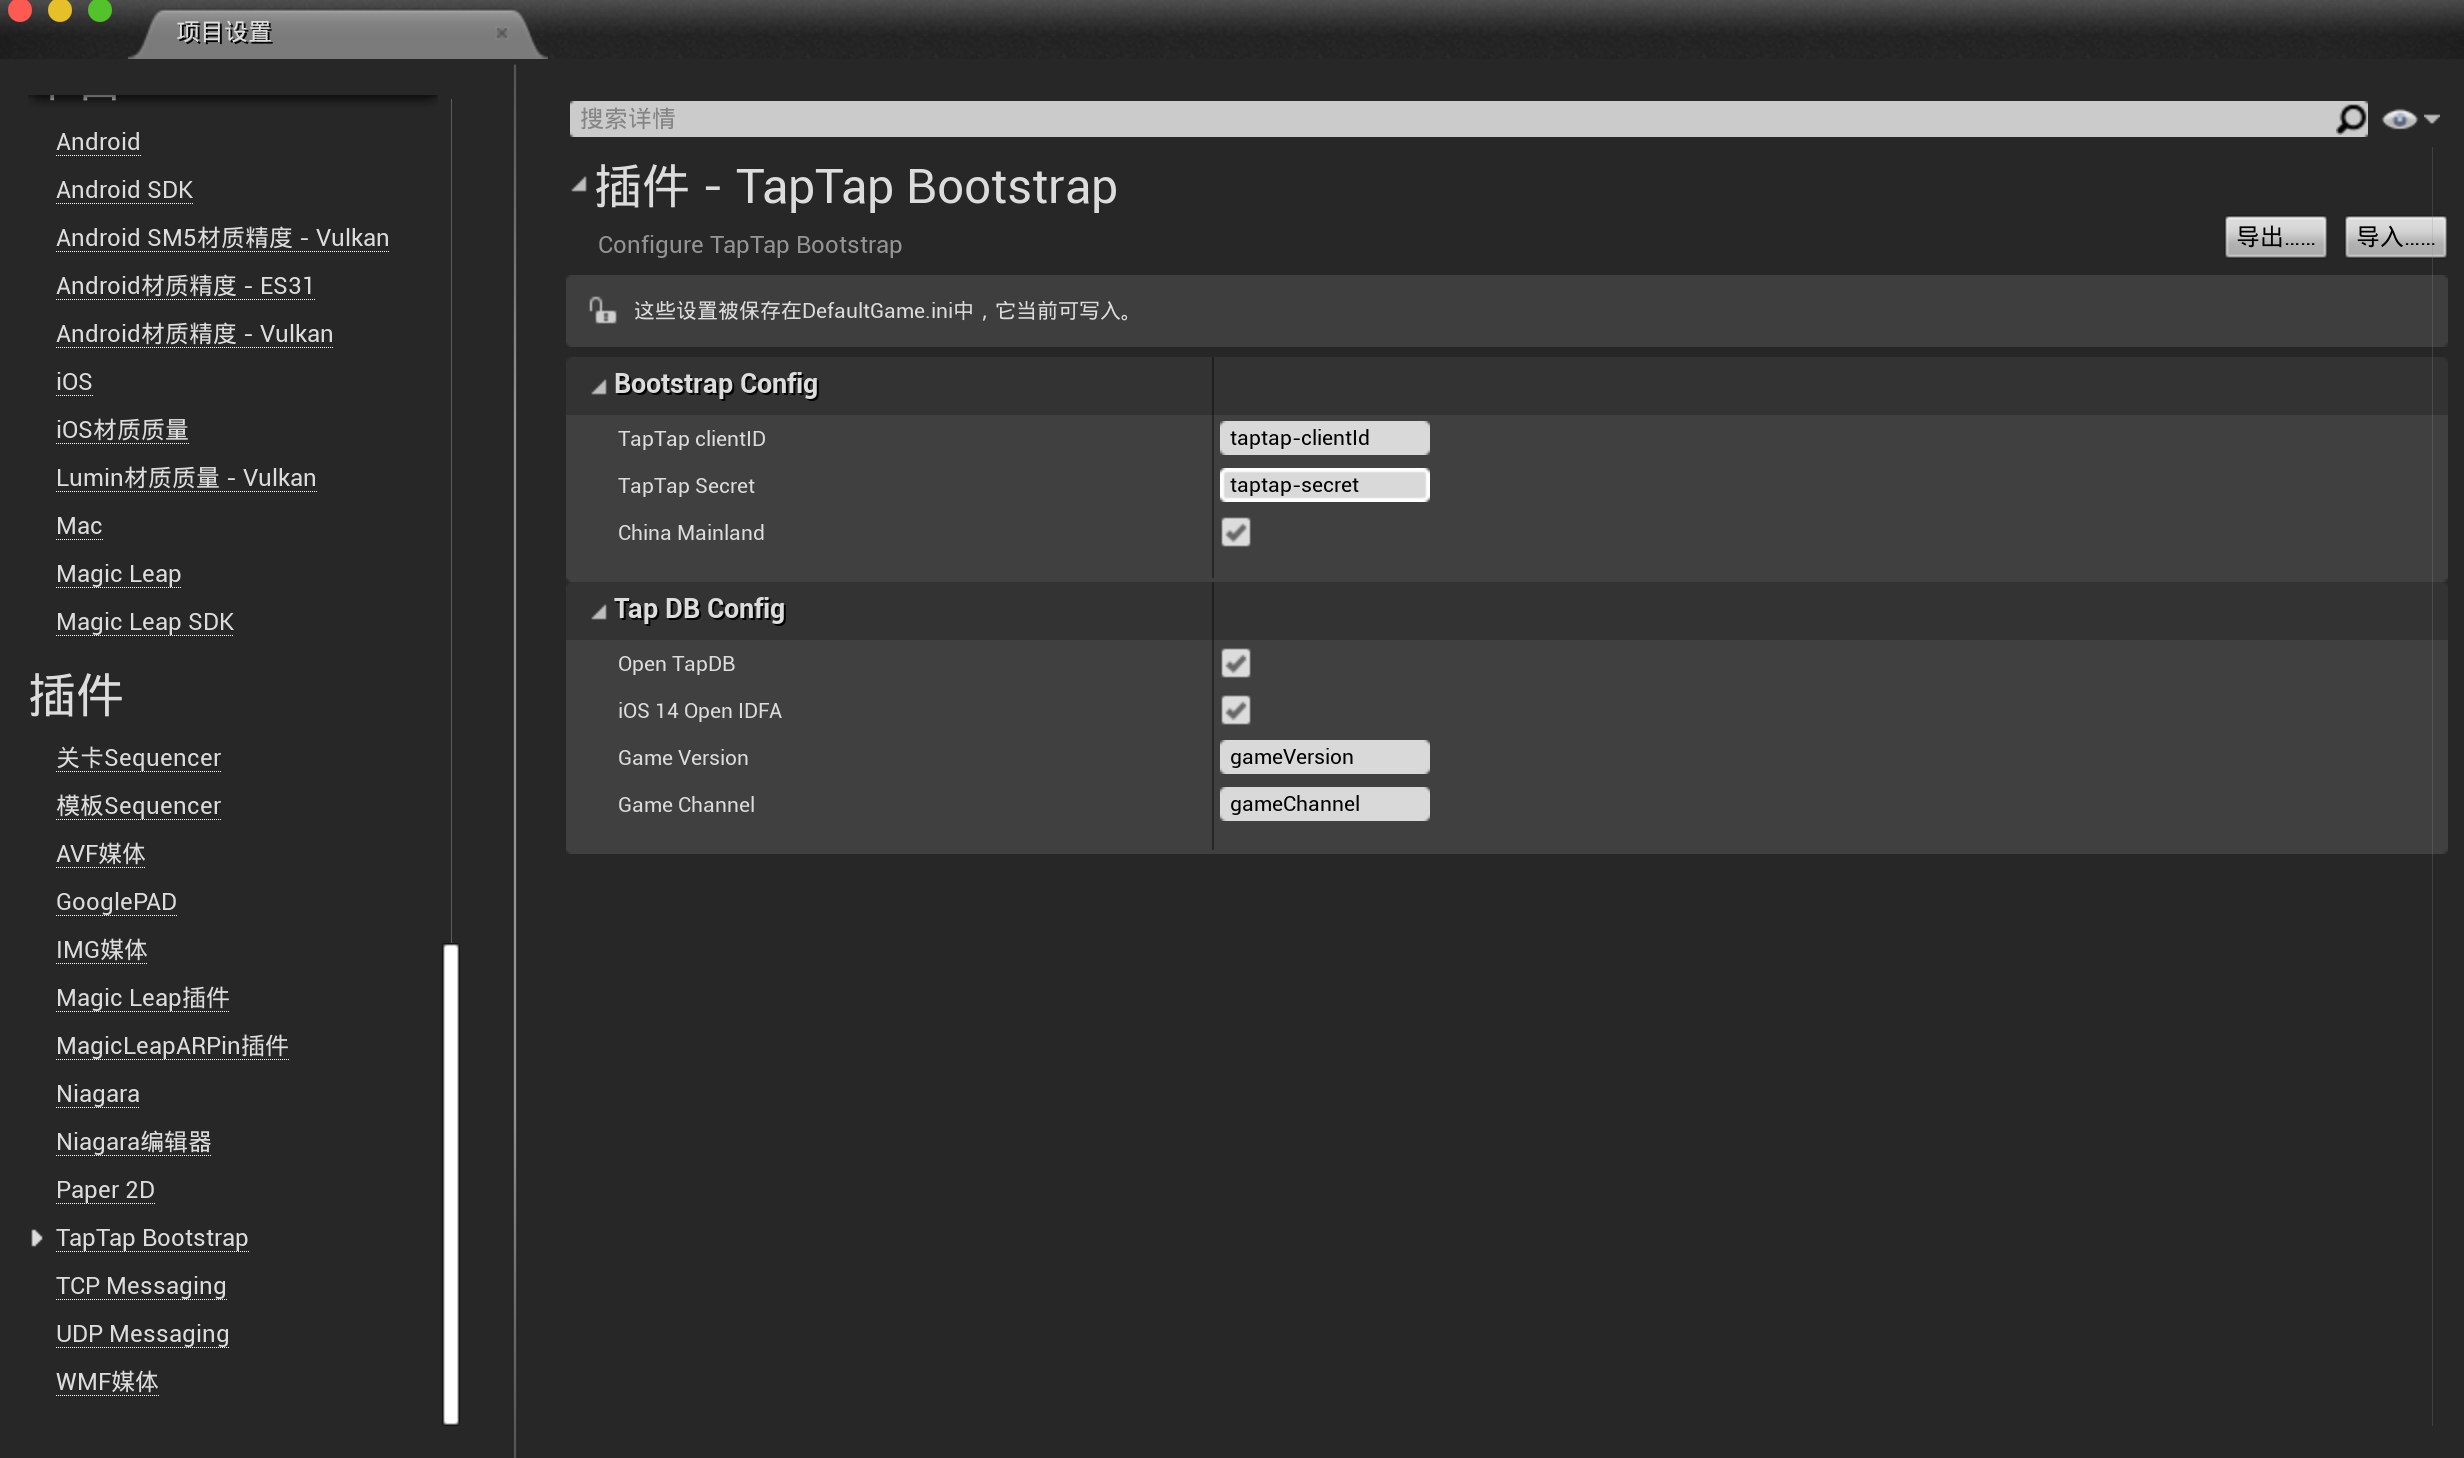 项目设置
Android
Android SDK
Android SM5材质精度 - Vulkan
Android材质精度 - ES31
Android材质精度 - Vulkan
iOS
iOS材质质量
Lumin材质质量 - Vulkan
Mac
Magic Leap
Magic Leap SDK
插件
关卡Sequencer
模板Sequencer
AVF媒体
GooglePAD
IMG媒体
Magic Leap插件
MagicLeapARPin插件
Niagara
Niagara编辑器
Paper 2D
TapTap Bootstrap
TCP Messaging
UDP Messaging
WMF媒体
搜索详情
插件 - TapTap Bootstrap
Configure TapTap Bootstrap
导出...... 导入......
这些设置被保存在DefaultGame.ini中，它当前可写入。
Bootstrap Config
TapTap clientID taptap-clientId
TapTap Secret taptap-secret
China Mainland
Tap DB Config
Open TapDB
iOS 14 Open IDFA
Game Version gameVersion
Game Channel gameChannel